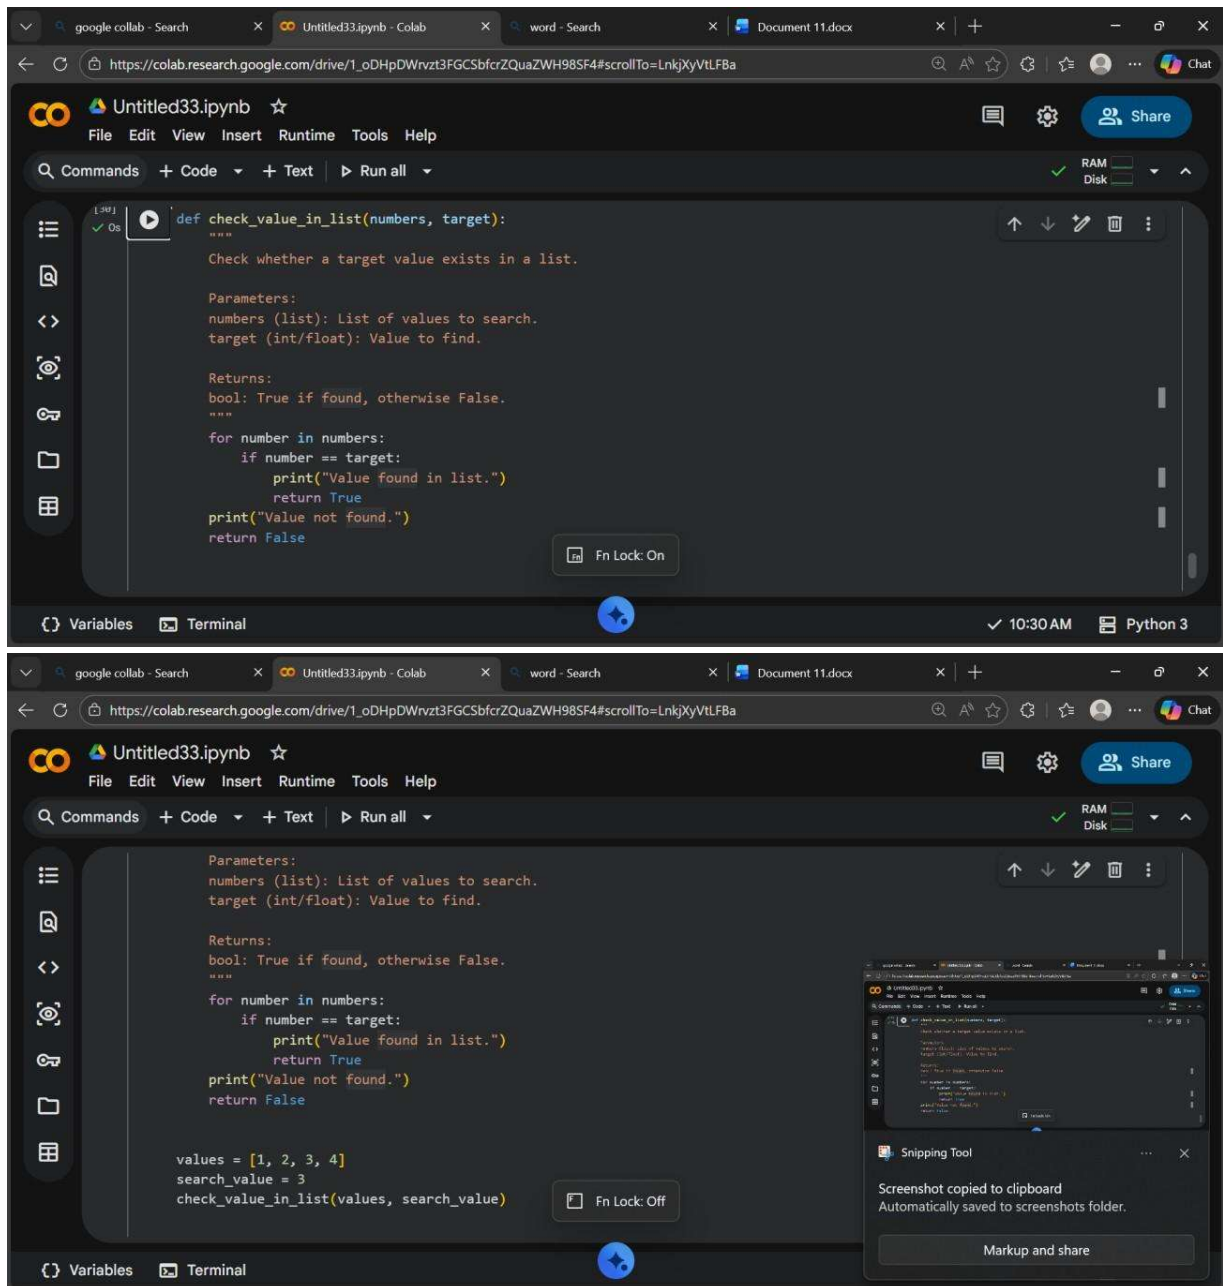 google collab - Search
Untitled33.ipynb - Colab
word - Search
Document 11.docx
https://colab.research.google.com/drive/1_oDHpDWrvzt3FGCSbfcrZQuaZWH98SF4#scrollTo=LnkjXyVtLFBa
Chat
Untitled33.ipynb
File Edit View Insert Runtime Tools Help
Share
Commands + Code + Text Run all
RAM
Disk
[30]
0s
def check_value_in_list(numbers, target):
"""
Check whether a target value exists in a list.
Parameters:
numbers (list): List of values to search.
target (int/float): Value to find.
Returns:
bool: True if found, otherwise False.
"""
for number in numbers:
if number == target:
print("Value found in list.")
return True
print("Value not found.")
return False
Fn Lock: On
{} Variables Terminal
10:30 AM Python 3
google collab - Search
Untitled33.ipynb - Colab
word - Search
Document 11.docx
https://colab.research.google.com/drive/1_oDHpDWrvzt3FGCSbfcrZQuaZWH98SF4#scrollTo=LnkjXyVtLFBa
Chat
Untitled33.ipynb
File Edit View Insert Runtime Tools Help
Share
Commands + Code + Text Run all
RAM
Disk
Parameters:
numbers (list): List of values to search.
target (int/float): Value to find.
Returns:
bool: True if found, otherwise False.
"""
for number in numbers:
if number == target:
print("Value found in list.")
return True
print("Value not found.")
return False
values = [1, 2, 3, 4]
search_value = 3
check_value_in_list(values, search_value)
Fn Lock: Off
Snipping Tool
Screenshot copied to clipboard
Automatically saved to screenshots folder.
Markup and share
{} Variables Terminal